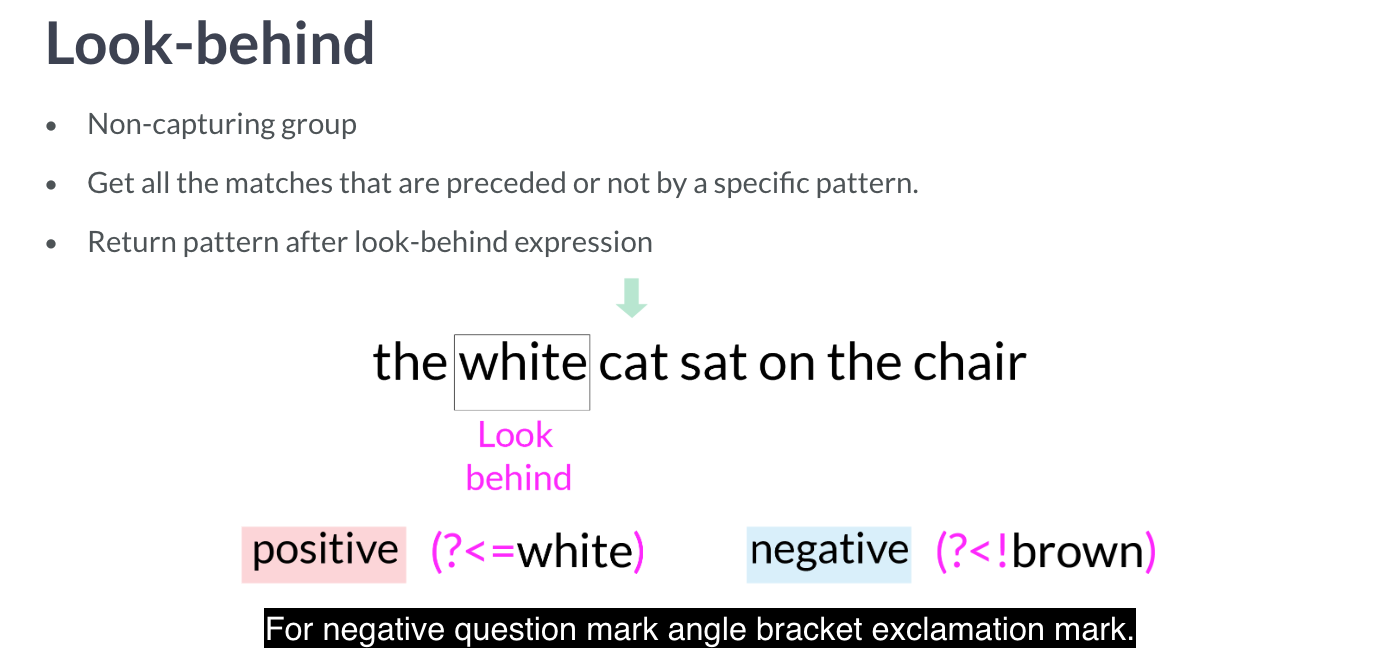 Look-behind
• Non-capturing group
• Get all the matches that are preceded or not by a specific pattern.
• Return pattern after look-behind expression
the white cat sat on the chair
Look
behind
positive (?<=white) negative (?<!brown)
For negative question mark angle bracket exclamation mark.